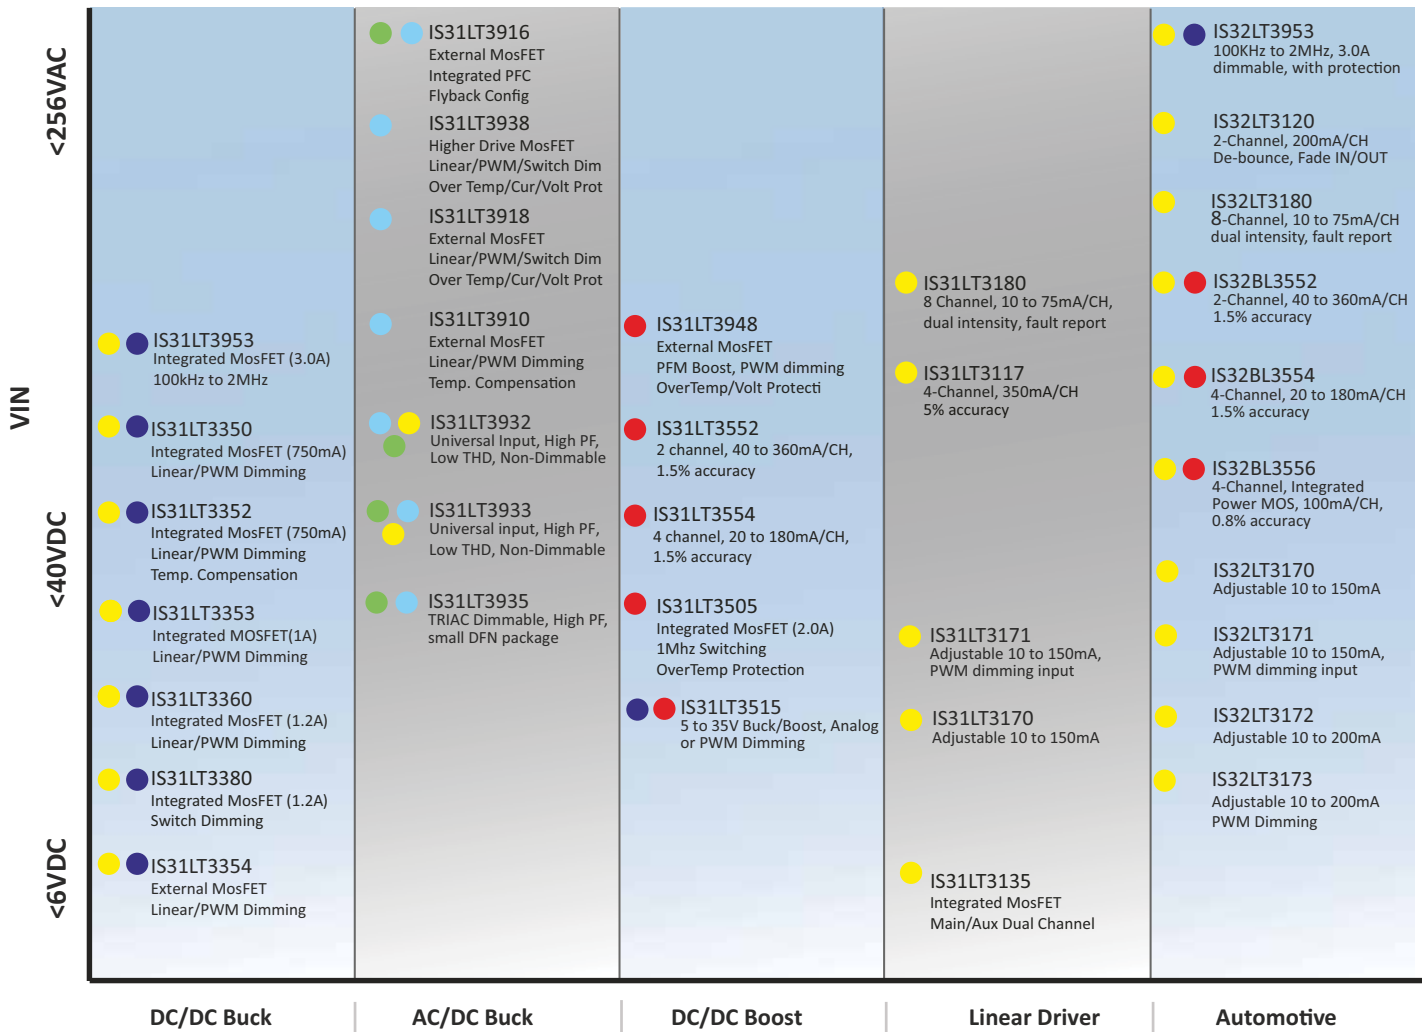 VIN
<256VAC
<40VDC
<6VDC
IS31LT3953
Integrated MosFET (3.0A)
100kHz to 2MHz
IS31LT3350
Integrated MosFET (750mA)
Linear/PWM Dimming
IS31LT3352
Integrated MosFET (750mA)
Linear/PWM Dimming
Temp. Compensation
IS31LT3353
Integrated MOSFET(1A)
Linear/PWM Dimming
IS31LT3360
Integrated MosFET (1.2A)
Linear/PWM Dimming
IS31LT3380
Integrated MosFET (1.2A)
Switch Dimming
IS31LT3354
External MosFET
Linear/PWM Dimming
IS31LT3916
External MosFET
Integrated PFC
Flyback Config
IS31LT3938
Higher Drive MosFET
Linear/PWM/Switch Dim
Over Temp/Cur/Volt Prot
IS31LT3918
External MosFET
Linear/PWM/Switch Dim
Over Temp/Cur/Volt Prot
IS31LT3910
External MosFET
Linear/PWM Dimming
Temp. Compensation
IS31LT3932
Universal Input, High PF,
Low THD, Non-Dimmable
IS31LT3933
Universal input, High PF,
Low THD, Non-Dimmable
IS31LT3935
TRIAC Dimmable, High PF,
small DFN package
IS31LT3948
External MosFET
PFM Boost, PWM dimming
OverTemp/Volt Protecti
IS31LT3552
2 channel, 40 to 360mA/CH,
1.5% accuracy
IS31LT3554
4 channel, 20 to 180mA/CH,
1.5% accuracy
IS31LT3505
Integrated MosFET (2.0A)
1Mhz Switching
OverTemp Protection
IS31LT3515
5 to 35V Buck/Boost, Analog
or PWM Dimming
IS31LT3180
8 Channel, 10 to 75mA/CH,
dual intensity, fault report
IS31LT3117
4-Channel, 350mA/CH
5% accuracy
IS31LT3171
Adjustable 10 to 150mA,
PWM dimming input
IS31LT3170
Adjustable 10 to 150mA
IS31LT3135
Integrated MosFET
Main/Aux Dual Channel
IS32LT3953
100KHz to 2MHz, 3.0A
dimmable, with protection
IS32LT3120
2-Channel, 200mA/CH
De-bounce, Fade IN/OUT
IS32LT3180
8-Channel, 10 to 75mA/CH
dual intensity, fault report
IS32BL3552
2-Channel, 40 to 360mA/CH
1.5% accuracy
IS32BL3554
4-Channel, 20 to 180mA/CH
1.5% accuracy
IS32BL3556
4-Channel, Integrated
Power MOS, 100mA/CH,
0.8% accuracy
IS32LT3170
Adjustable 10 to 150mA
IS32LT3171
Adjustable 10 to 150mA,
PWM dimming input
IS32LT3172
Adjustable 10 to 200mA
IS32LT3173
Adjustable 10 to 200mA
PWM Dimming
DC/DC Buck
AC/DC Buck
DC/DC Boost
Linear Driver
Automotive